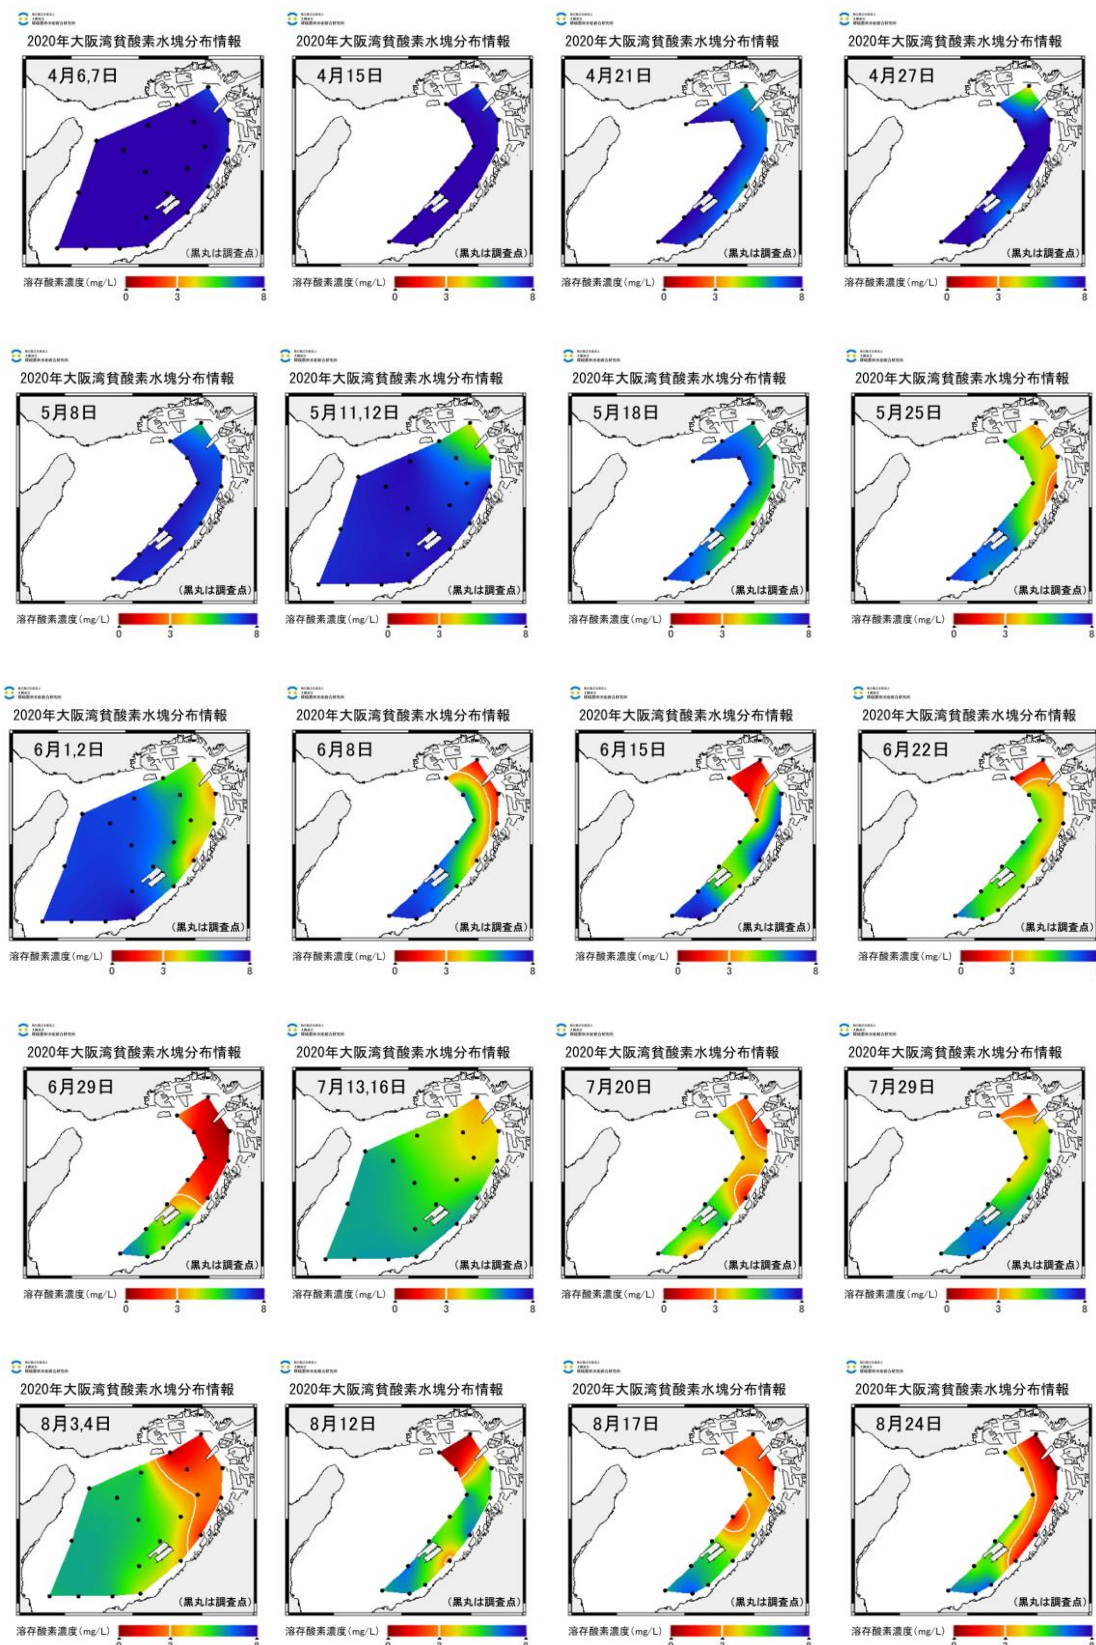 2020年大阪湾貧酸素水塊分布情報
4月6,7日
(黒丸は調査点)
溶存酸素濃度(mg/L)
0 3 8
2020年大阪湾貧酸素水塊分布情報
4月15日
(黒丸は調査点)
溶存酸素濃度(mg/L)
0 3 8
2020年大阪湾貧酸素水塊分布情報
4月21日
(黒丸は調査点)
溶存酸素濃度(mg/L)
0 3 8
2020年大阪湾貧酸素水塊分布情報
4月27日
(黒丸は調査点)
溶存酸素濃度(mg/L)
0 3 8
2020年大阪湾貧酸素水塊分布情報
5月8日
(黒丸は調査点)
溶存酸素濃度(mg/L)
0 3 8
2020年大阪湾貧酸素水塊分布情報
5月11,12日
(黒丸は調査点)
溶存酸素濃度(mg/L)
0 3 8
2020年大阪湾貧酸素水塊分布情報
5月18日
(黒丸は調査点)
溶存酸素濃度(mg/L)
0 3 8
2020年大阪湾貧酸素水塊分布情報
5月25日
(黒丸は調査点)
溶存酸素濃度(mg/L)
0 3 8
2020年大阪湾貧酸素水塊分布情報
6月1,2日
(黒丸は調査点)
溶存酸素濃度(mg/L)
0 3 8
2020年大阪湾貧酸素水塊分布情報
6月8日
(黒丸は調査点)
溶存酸素濃度(mg/L)
0 3 8
2020年大阪湾貧酸素水塊分布情報
6月15日
(黒丸は調査点)
溶存酸素濃度(mg/L)
0 3 8
2020年大阪湾貧酸素水塊分布情報
6月22日
(黒丸は調査点)
溶存酸素濃度(mg/L)
0 3 8
2020年大阪湾貧酸素水塊分布情報
6月29日
(黒丸は調査点)
溶存酸素濃度(mg/L)
0 3 8
2020年大阪湾貧酸素水塊分布情報
7月13,16日
(黒丸は調査点)
溶存酸素濃度(mg/L)
0 3 8
2020年大阪湾貧酸素水塊分布情報
7月20日
(黒丸は調査点)
溶存酸素濃度(mg/L)
0 3 8
2020年大阪湾貧酸素水塊分布情報
7月29日
(黒丸は調査点)
溶存酸素濃度(mg/L)
0 3 8
2020年大阪湾貧酸素水塊分布情報
8月3,4日
(黒丸は調査点)
溶存酸素濃度(mg/L)
2020年大阪湾貧酸素水塊分布情報
8月12日
(黒丸は調査点)
溶存酸素濃度(mg/L)
2020年大阪湾貧酸素水塊分布情報
8月17日
(黒丸は調査点)
溶存酸素濃度(mg/L)
2020年大阪湾貧酸素水塊分布情報
8月24日
(黒丸は調査点)
溶存酸素濃度(mg/L)